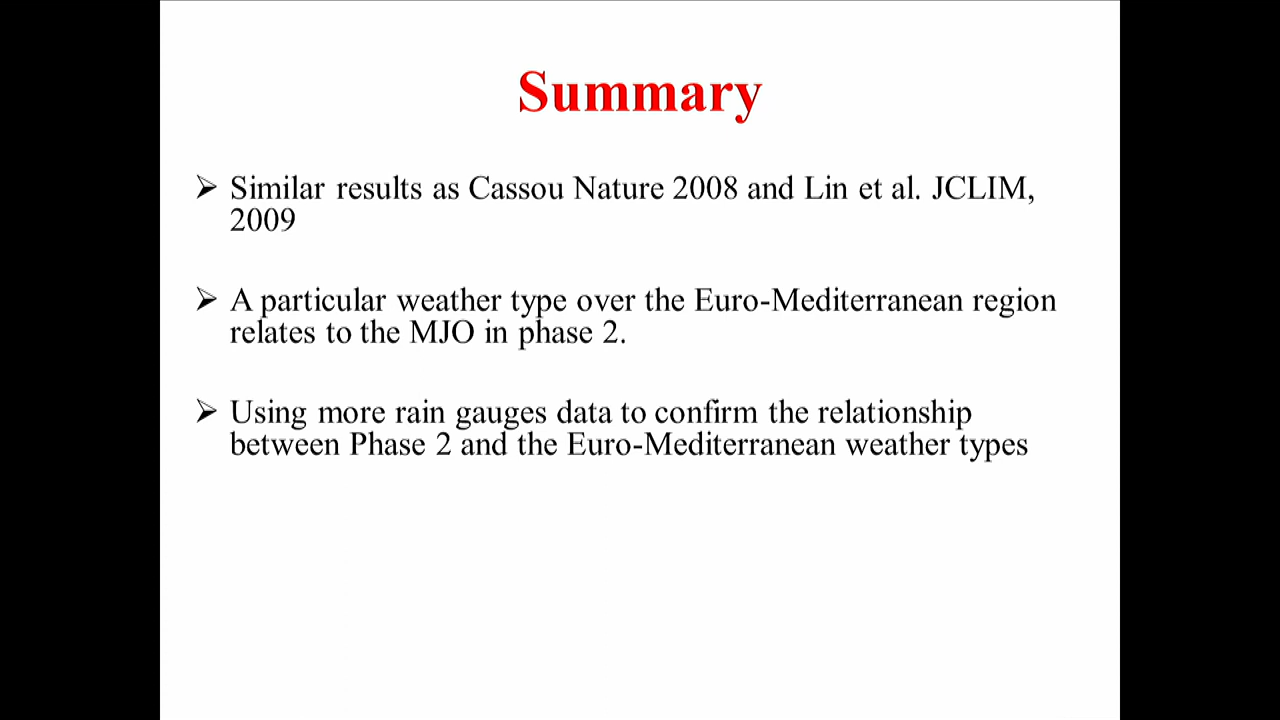 Summary
➢ Similar results as Cassou Nature 2008 and Lin et al. JCLIM,
2009
➢ A particular weather type over the Euro-Mediterranean region
relates to the MJO in phase 2.
➢ Using more rain gauges data to confirm the relationship
between Phase 2 and the Euro-Mediterranean weather types